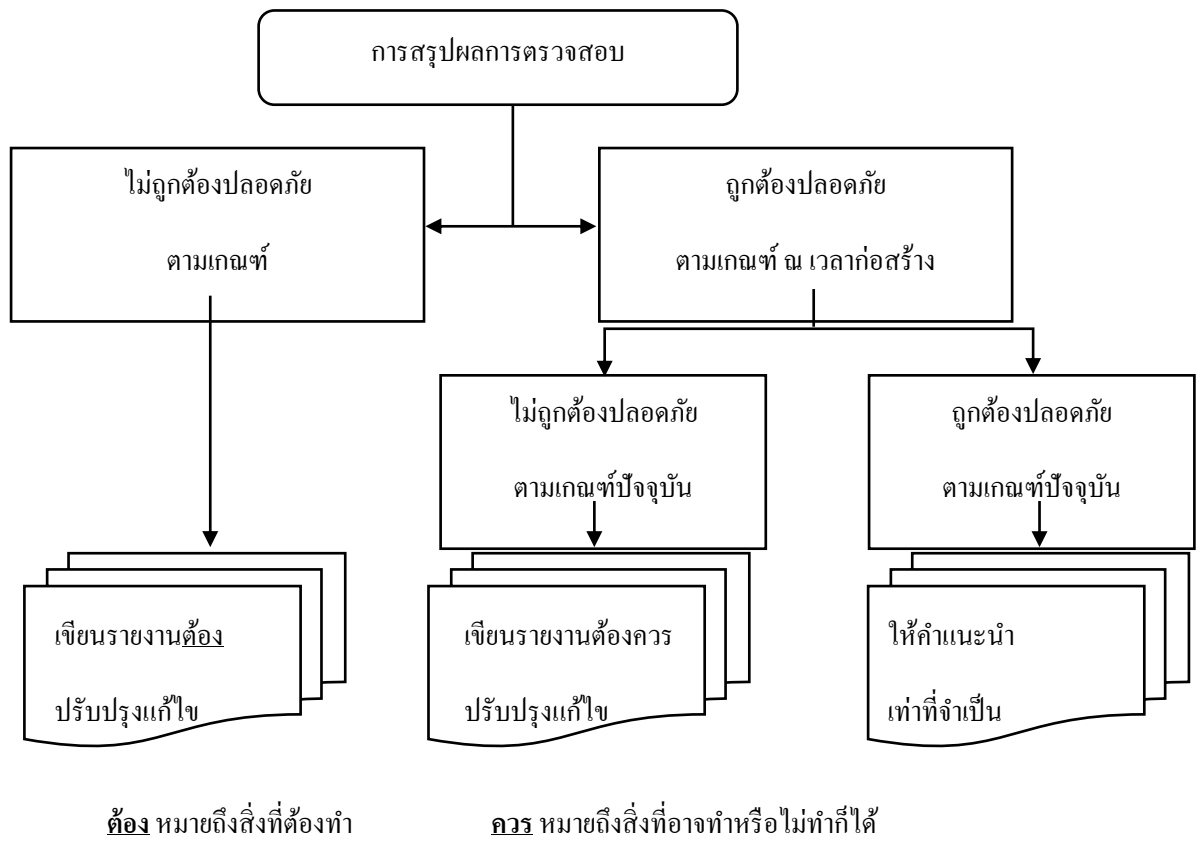 การสรุปผลการตรวจสอบ
ไม่ถูกต้องปลอดภัย
ตามเกณฑ์
ถูกต้องปลอดภัย
ตามเกณฑ์ ณ เวลาก่อสร้าง
ไม่ถูกต้องปลอดภัย
ตามเกณฑ์ปัจจุบัน
ถูกต้องปลอดภัย
ตามเกณฑ์ปัจจุบัน
เขียนรายงานต้อง
ปรับปรุงแก้ไข
เขียนรายงานต้องควร
ปรับปรุงแก้ไข
ให้คำแนะนำ
เท่าที่จำเป็น
ต้อง หมายถึงสิ่งที่ต้องทำ
ควร หมายถึงสิ่งที่อาจทำหรือไม่ทำก็ได้